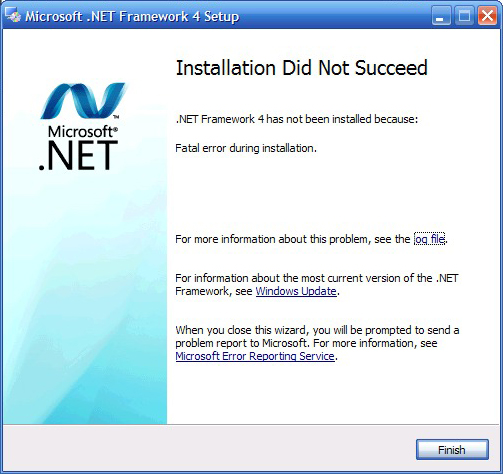 Microsoft .NET Framework 4 Setup
Installation Did Not Succeed
.NET Framework 4 has not been installed because:
Microsoft®
.NET
Fatal error during installation.
For more information about this problem, see the og file.
For information about the most current version of the .NET
Framework, see Windows Update.
When you close this wizard, you will be prompted to send a
problem report to Microsoft. For more information, see
Microsoft Error Reporting Service.
Finish